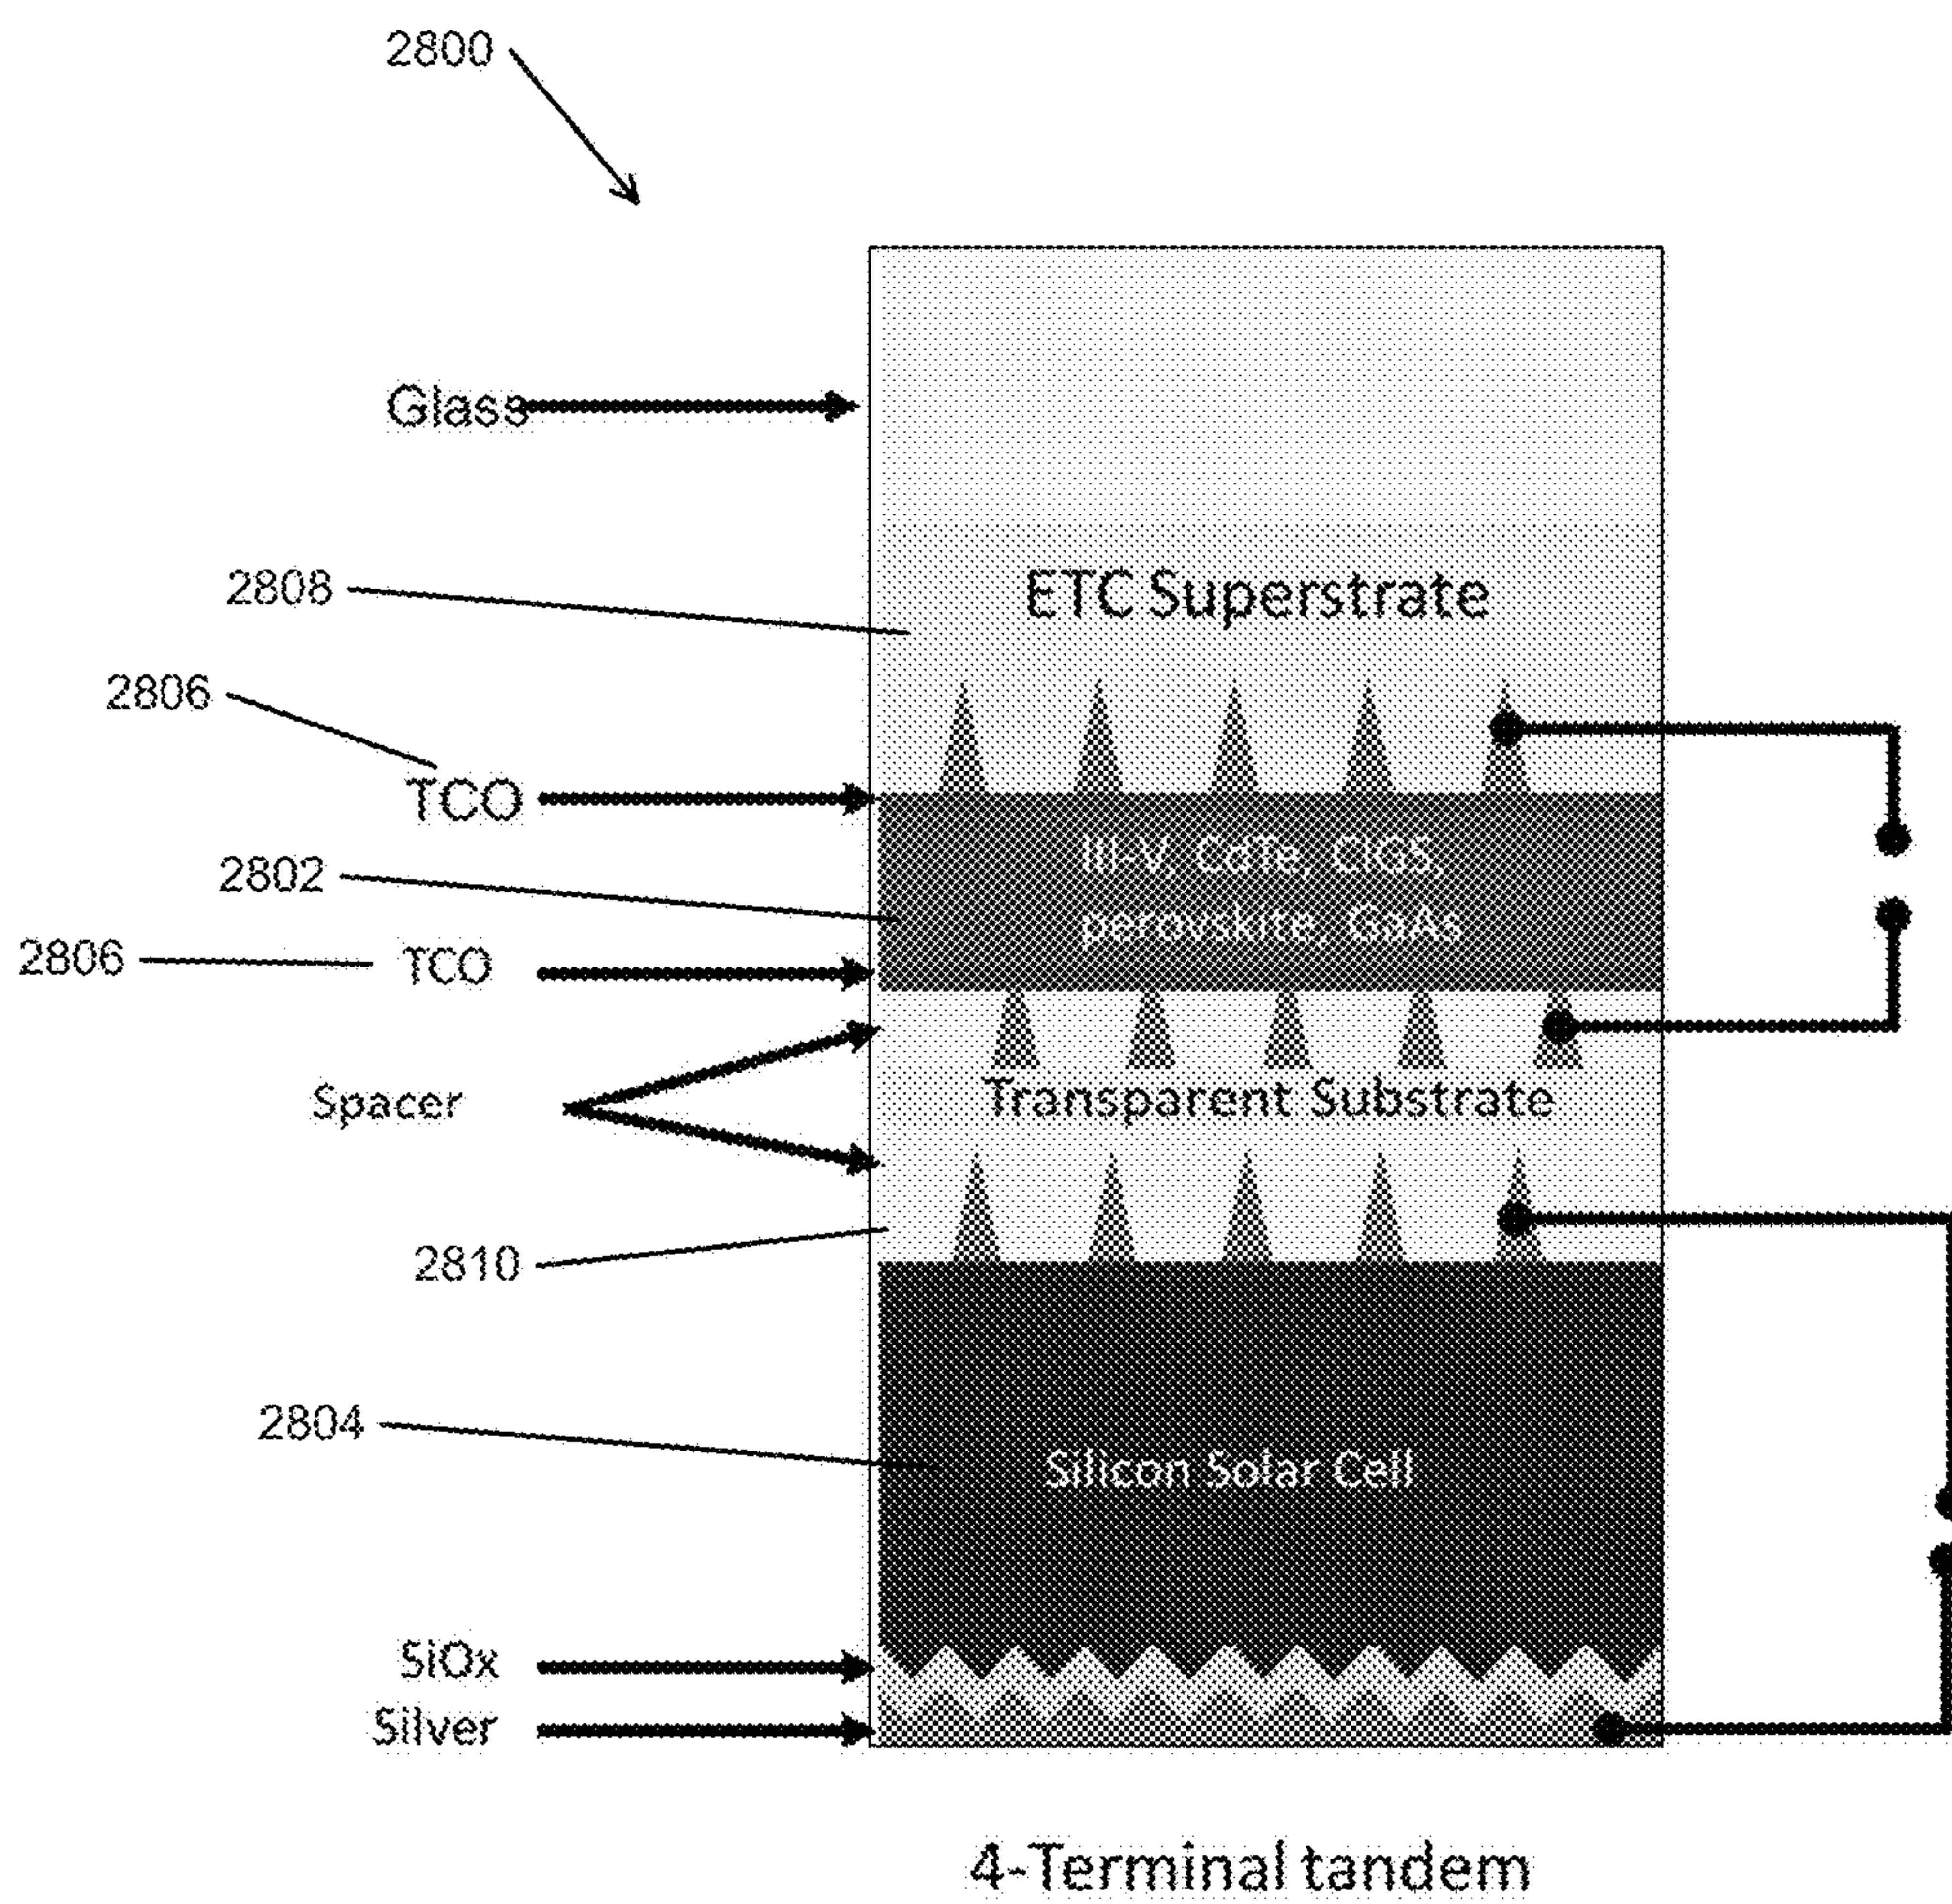 2800
Glass
2808
ETC Superstrate
2806
TCO
III-V, CdTe, CIGS,
2802
perovskite, GaAs
2806
TCO
Spacer
Transparent Substrate
2810
2804
Silicon Solar Cell
SiOx
Silver
4-Terminal tandem